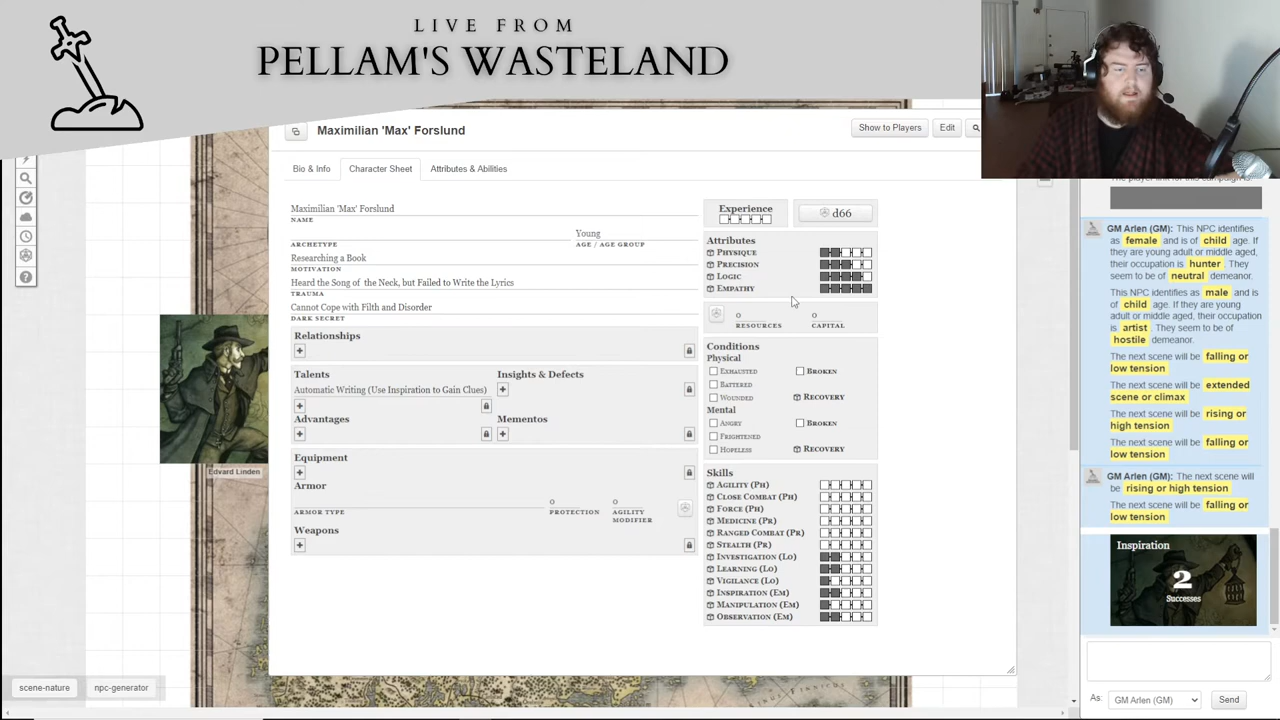 LIVE FROM
PELLAM'S WASTELAND
Maximilian 'Max' Forslund
Show to Players
Edit
Bio & Info
Character Sheet
Attributes & Abilities
Maximilian 'Max' Forslund
NAME
Young
ARCHETYPE
AGE / AGE GROUP
Researching a Book
MOTIVATION
Heard the Song of the Neck, but Failed to Write the Lyrics
TRAUMA
Cannot Cope with Filth and Disorder
DARK SECRET
Relationships
Talents
Insights & Defects
Automatic Writing (Use Inspiration to Gain Clues)
Advantages
Mementos
Equipment
Armor
0
0
ARMOR TYPE
PROTECTION
AGILITY
MODIFIER
Weapons
Experience
d66
Attributes
PHYSIQUE
PRECISION
LOGIC
EMPATHY
0
0
RESOURCES
CAPITAL
Conditions
Physical
EXHAUSTED
BROKEN
BATTERED
WOUNDED
RECOVERY
Mental
ANGRY
BROKEN
FRIGHTENED
HOPELESS
RECOVERY
Skills
AGILITY (PH)
CLOSE COMBAT (PH)
FORCE (PH)
MEDICINE (PR)
RANGED COMBAT (PR)
STEALTH (PR)
INVESTIGATION (LO)
LEARNING (LO)
VIGILANCE (LO)
INSPIRATION (EM)
MANIPULATION (EM)
OBSERVATION (EM)
Edvard Linden
scene-nature
npc-generator
GM Arlen (GM): This NPC identifies
as female and is of child age. If
they are young adult or middle aged,
their occupation is hunter. They
seem to be of neutral demeanor.
This NPC identifies as male and is
of child age. If they are young
adult or middle aged, their occupation
is artist. They seem to be of
hostile demeanor.
The next scene will be falling or
low tension
The next scene will be extended
scene or climax
The next scene will be rising or
high tension
The next scene will be falling or
low tension
GM Arlen (GM): The next scene will
be rising or high tension
The next scene will be falling or
low tension
Inspiration
2
Successes
As:
GM Arlen (GM)
Send